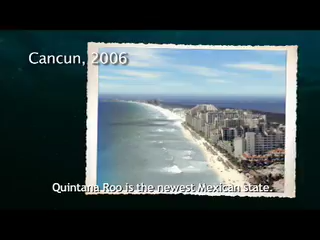 Cancun, 2006
Quintana Roo is the newest Mexican State.